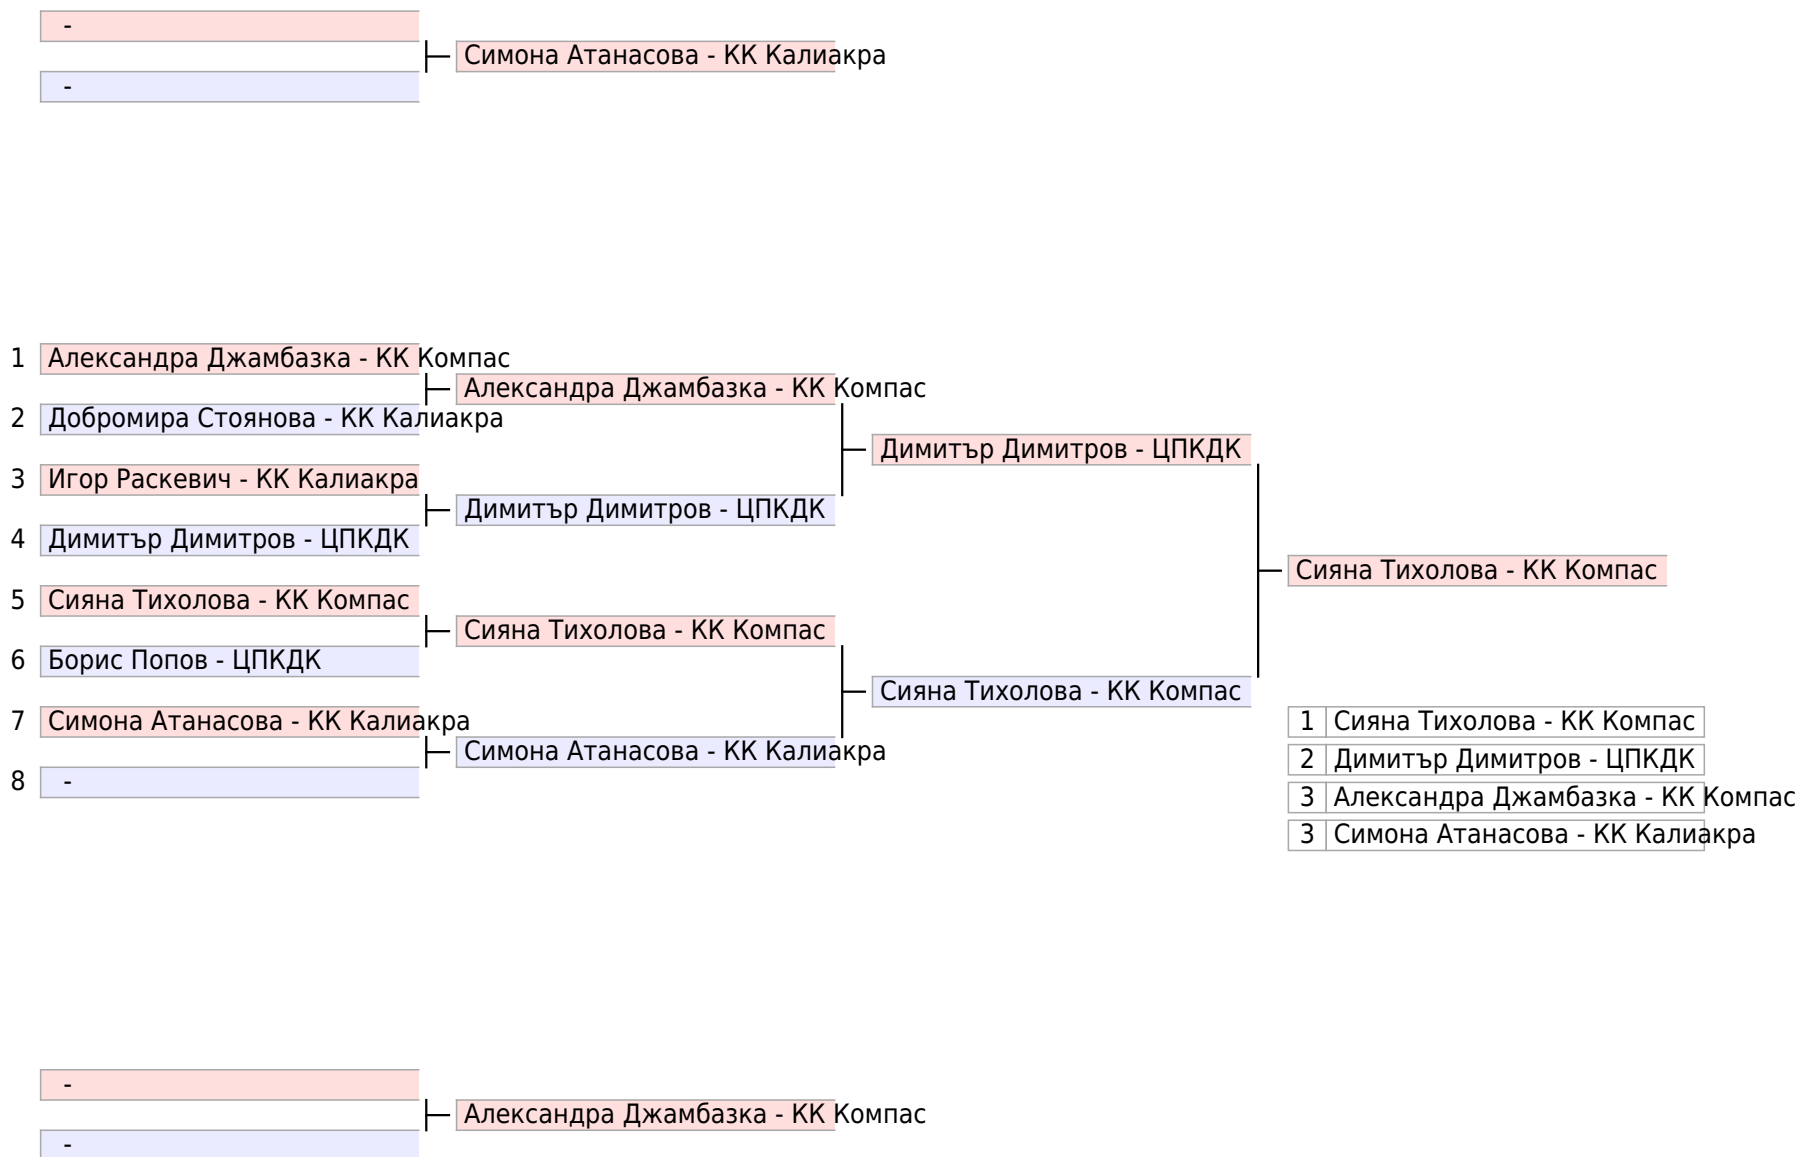 -
Симона Атанасова - КК Калиакра
-
1 Александра Джамбазка - КК Компас
Александра Джамбазка - КК Компас
2 Добромира Стоянова - КК Калиакра
Димитър Димитров - ЦПКДК
3 Игор Раскевич - КК Калиакра
Димитър Димитров - ЦПКДК
4 Димитър Димитров - ЦПКДК
Сияна Тихолова - КК Компас
5 Сияна Тихолова - КК Компас
Сияна Тихолова - КК Компас
6 Борис Попов - ЦПКДК
Сияна Тихолова - КК Компас
7 Симона Атанасова - КК Калиакра
1 Сияна Тихолова - КК Компас
Симона Атанасова - КК Калиакра
2 Димитър Димитров - ЦПКДК
8 -
3 Александра Джамбазка - КК Компас
3 Симона Атанасова - КК Калиакра
-
Александра Джамбазка - КК Компас
-